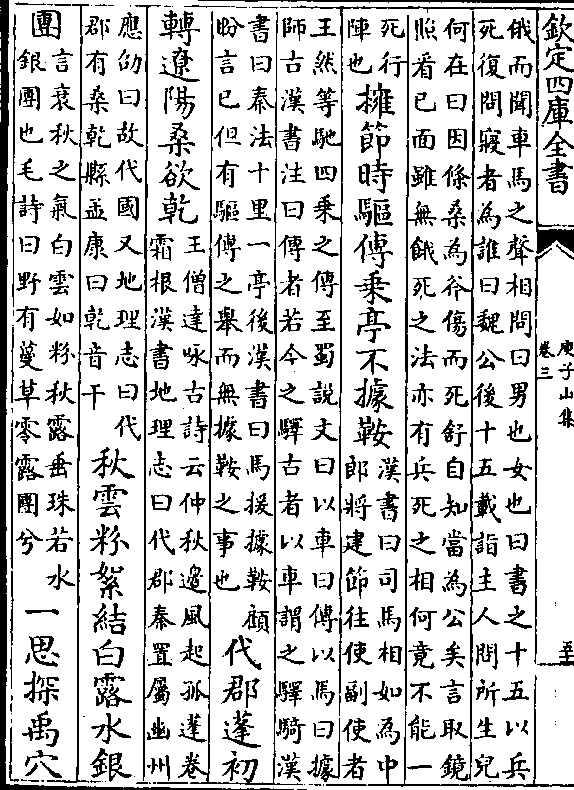 欽定四庫全書
庾子山集
卷三
俄而聞車馬之聲相問曰男也女也曰書之十五以兵
死復問寢者為誰曰魏公後十五載詣主人問所生兒
何在曰因條桑為斧傷而死舒自知當為公矣言取鏡
照看已而雖無餓死之法亦有兵死之相何竟不能一
死行
陣也
擁節時驅傳乗亭不據鞍
漢書曰司馬相如為中
郎將建節往使副使者
王然等馳四乗之傳至蜀說文曰以車曰傳以馬曰據
師古漢書注曰傳者若今之驛古者以車謂之驛騎漢
書曰秦法十里一亭後漢書曰馬援據鞍顧
盼言已但有驅傳之舉而無據鞍之事也
代郡蓬初
轉遼陽桑欲乾
王僧達咏古詩云仲秋邊風起孤蓬卷
霜根漢書地理志曰代郡秦置屬幽州
應劭曰故代國又地理志曰代
郡有桑乾縣孟康曰乾音干
秋雲粉絮結白露水銀
團
言哀秋之氣白雲如粉秋露垂珠若水
銀團也毛詩曰野有蔓草零露團兮
一思探禹穴